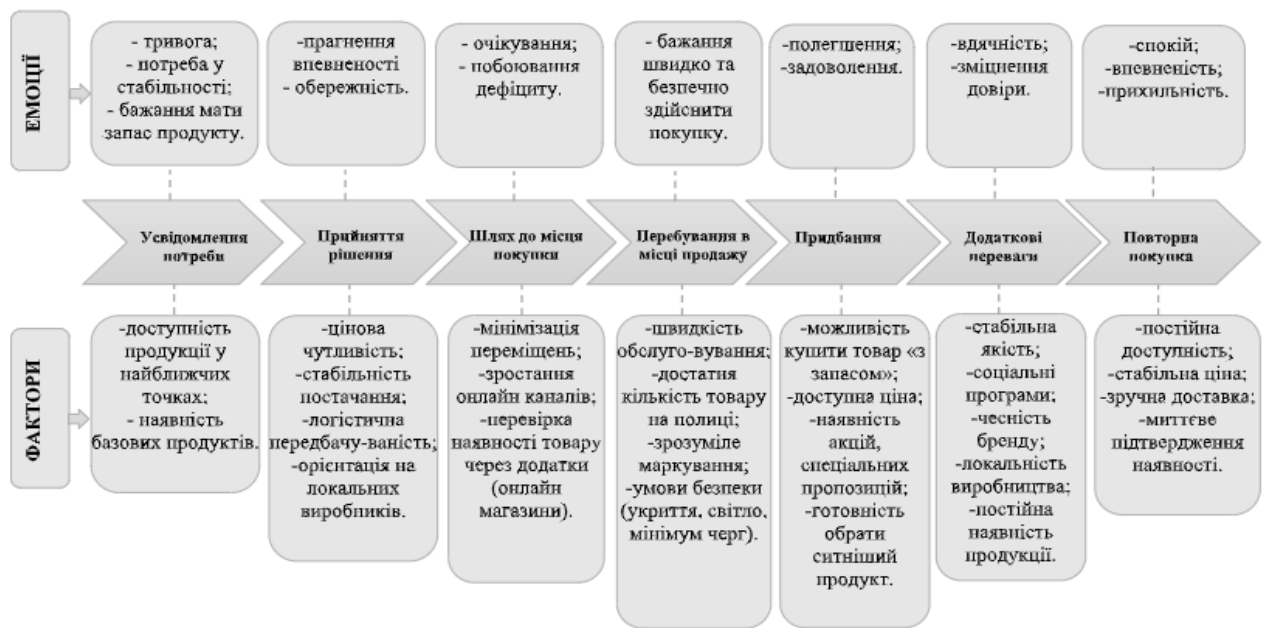 ЕМОЦІЇ
- тривога;
- потреба у
стабільності;
- бажання мати
запас продукту.
-прагнення
впевненості
- обережність.
- очікування;
- побоювання
дефіциту.
- бажання
швидко та
безпечно
здійснити
покупку.
-полегшення;
-задоволення.
-вдячність;
-зміцнення
довіри.
-спокій;
-впевненість;
-прихильність.
Усвідомлення
потреби
Прийняття
рішення
Шлях до місця
покупки
Перебування в
місці продажу
Придбання
Додаткові
переваги
Повторна
покупка
ФАКТОРИ
-доступність
продукції у
найближчих
точках;
- наявність
базових продуктів.
-цінова
чутливість;
-стабільність
постачання;
-логістична
передбачу-ваність;
-орієнтація на
локальних
виробників.
-мінімізація
переміщень;
-зростання
онлайн каналів;
-перевірка
наявності товару
через додатки
(онлайн
магазини).
-швидкість
обслуго-вування;
-достатня
кількість товару
на полиці;
-зрозуміле
маркування;
-умови безпеки
(укриття, світло,
мінімум черг).
-можливість
купити товар «з
запасом»;
-доступна ціна;
-наявність
акцій,
спеціальних
пропозицій;
-готовність
обрати
ситніший
продукт.
-стабільна
якість;
-соціальні
програми;
-чесність
бренду;
-локальність
виробництва;
-постійна
наявність
продукції.
-постійна
доступність;
-стабільна ціна;
-зручна доставка;
-миттєве
підтвердження
наявності.